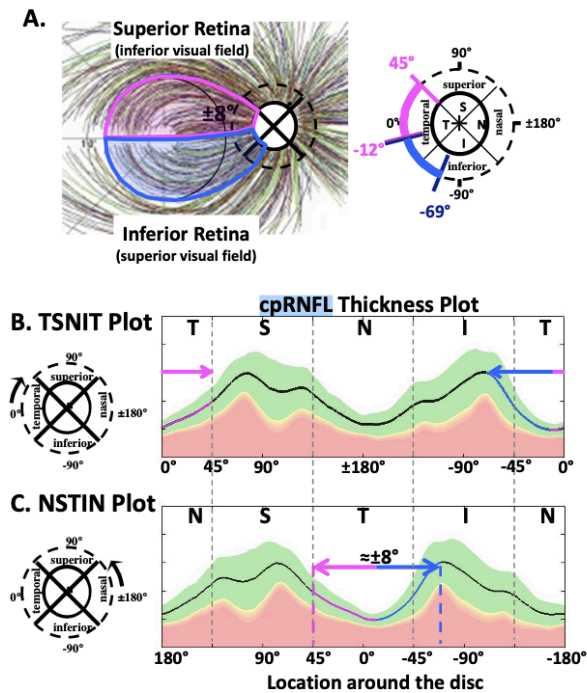 A.
Superior Retina
(inferior visual field)
±8°
10
Inferior Retina
(superior visual field)
90°
45°
superior
S
0°
temporal
T
N
nasal
±180°
I
-12°
inferior
-69°
-90°
cpRNFL Thickness Plot
B. TSNIT Plot
T S N I T
90°
superior
0°
temporal
nasal
±180°
inferior
-90°
0° 45° 90° ±180° -90° -45° 0°
C. NSTIN Plot
N S T I N
90°
superior
0°
temporal
nasal
±180°
inferior
-90°
≈±8°
180° 90° 45° 0° -45° -90° 180°
Location around the disc